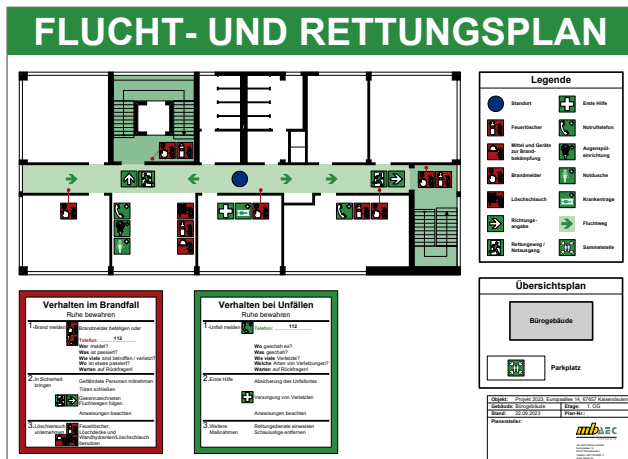 FLUCHT- UND RETTUNGSPLAN
Legende
Standort
Erste Hilfe
Feuerlöscher
Notruftelefon
Mittel und Geräte
zur Brand-
bekämpfung
Augenspül-
einrichtung
Brandmelder
Notdusche
Löschschlauch
Krankentrage
Richtungs-
angabe
Fluchtweg
Rettungsweg /
Notausgang
Sammelstelle
Übersichtsplan
Bürogebäude
Parkplatz
Verhalten im Brandfall
Ruhe bewahren
1.Brand melden
Brandmelder betätigen oder
Telefon: 112
Wer meldet?
Was ist passiert?
Wie viele sind betroffen / verletzt?
Wo ist etwas passiert?
Warten auf Rückfragen!
2.In Sicherheit
bringen
Gefährdete Personen mitnehmen
Türen schließen
Gekennzeichneten
Fluchtwegen folgen
Anweisungen beachten
3.Löschversuch
unternehmen
Feuerlöscher,
Löschdecke und
Wandhydranten/Löschschlauch
benutzen
Verhalten bei Unfällen
Ruhe bewahren
1.Unfall melden
Telefon: 112
Wo geschah es?
Was geschah?
Wie viele Verletzte?
Welche Arten von Verletzungen?
Warten auf Rückfragen!
2.Erste Hilfe
Absicherung des Unfallortes
Versorgung von Verletzten
Anweisungen beachten
3.Weitere
Maßnahmen
Rettungsdienste einweisen
Schaulustige entfernen
Objekt: Projekt 2023, Europaallee 14, 67657 Kaiserslautern
Gebäude: Bürogebäude Etage: 1. OG
Stand: 22.09.2023 Plan-Nr.:
Planersteller:
mb AEC